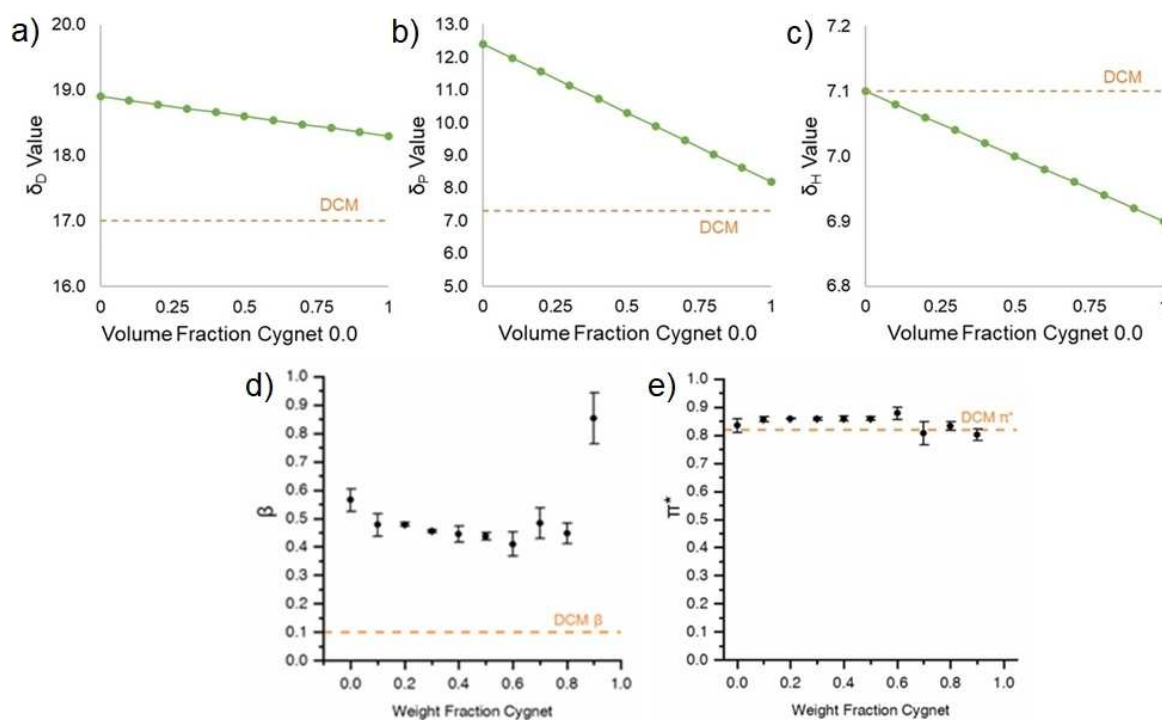 a)
20.0
19.0
18.0
17.0
16.0
δD Value
DCM
0 0.25 0.5 0.75 1
Volume Fraction Cygnet 0.0
b)
13.0
12.0
11.0
10.0
9.0
8.0
7.0
6.0
5.0
δP Value
DCM
0 0.25 0.5 0.75 1
Volume Fraction Cygnet 0.0
c)
7.2
7.1
7.0
6.9
6.8
δH Value
DCM
0 0.25 0.5 0.75 1
Volume Fraction Cygnet 0.0
d)
1.0
0.9
0.8
0.7
0.6
0.5
0.4
0.3
0.2
0.1
0.0
β
DCM β
0.0 0.2 0.4 0.6 0.8 1.0
Weight Fraction Cygnet
e)
1.0
0.9
0.8
0.7
0.6
0.5
0.4
0.3
0.2
0.1
0.0
π*
DCM π*
0.0 0.2 0.4 0.6 0.8 1.0
Weight Fraction Cygnet